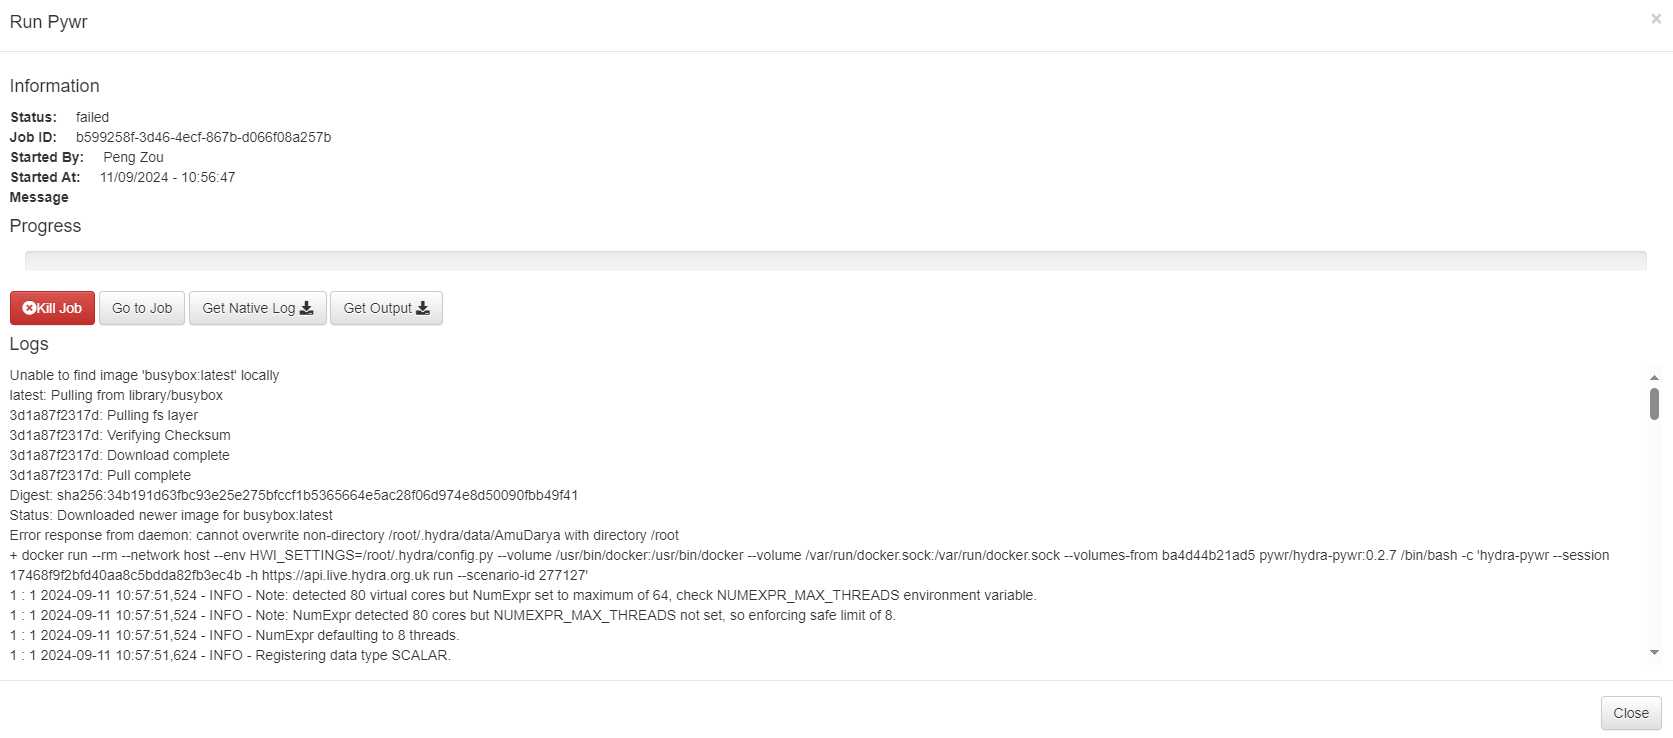 Run Pywr
×
Information
Status: failed
Job ID: b599258f-3d46-4ecf-867b-d066f08a257b
Started By: Peng Zou
Started At: 11/09/2024 - 10:56:47
Message
Progress
Kill Job Go to Job Get Native Log Get Output
Logs
Unable to find image 'busybox:latest' locally
latest: Pulling from library/busybox
3d1a87f2317d: Pulling fs layer
3d1a87f2317d: Verifying Checksum
3d1a87f2317d: Download complete
3d1a87f2317d: Pull complete
Digest: sha256:34b191d63fbc93e25e275bfccf1b5365664e5ac28f06d974e8d50090fbb49f41
Status: Downloaded newer image for busybox:latest
Error response from daemon: cannot overwrite non-directory /root/.hydra/data/AmuDarya with directory /root
+ docker run --rm --network host --env HWI_SETTINGS=/root/.hydra/config.py --volume /usr/bin/docker:/usr/bin/docker --volume /var/run/docker.sock:/var/run/docker.sock --volumes-from ba4d44b21ad5 pywr/hydra-pywr:0.2.7 /bin/bash -c 'hydra-pywr --session
17468f9f2bfd40aa8c5bdda82fb3ec4b -h https://api.live.hydra.org.uk run --scenario-id 277127'
1 : 1 2024-09-11 10:57:51,524 - INFO - Note: detected 80 virtual cores but NumExpr set to maximum of 64, check NUMEXPR_MAX_THREADS environment variable.
1 : 1 2024-09-11 10:57:51,524 - INFO - Note: NumExpr detected 80 cores but NUMEXPR_MAX_THREADS not set, so enforcing safe limit of 8.
1 : 1 2024-09-11 10:57:51,524 - INFO - NumExpr defaulting to 8 threads.
1 : 1 2024-09-11 10:57:51,624 - INFO - Registering data type SCALAR.
Close